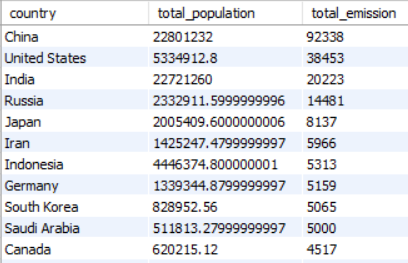 country total_population total_emission
China 22801232 92338
United States 5334912.8 38453
India 22721260 20223
Russia 2332911.5999999996 14481
Japan 2005409.6000000006 8137
Iran 1425247.4799999997 5966
Indonesia 4446374.800000001 5313
Germany 1339344.8799999997 5159
South Korea 828952.56 5065
Saudi Arabia 511813.27999999997 5000
Canada 620215.12 4517